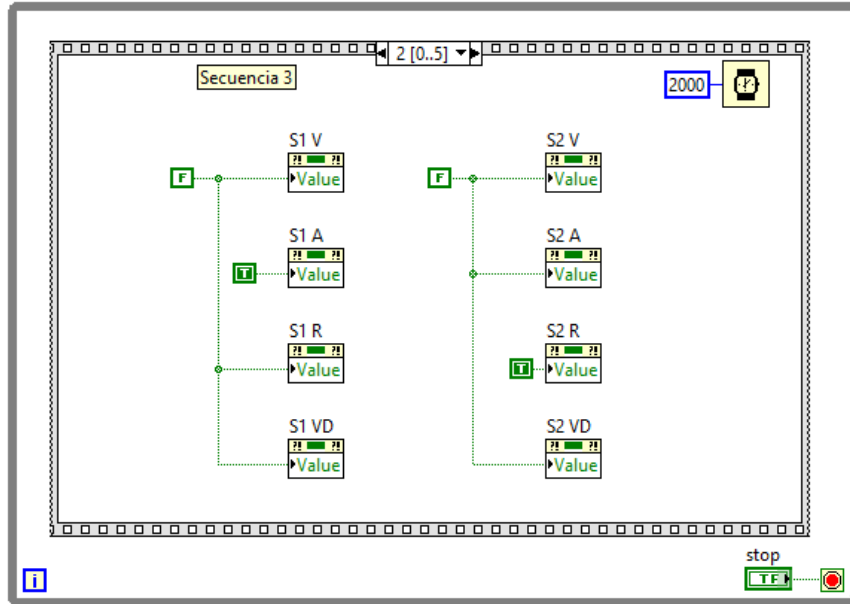 2 [0..5]
Secuencia 3
2000
S1 V
S2 V
?! ?!
?! ?!
F
Value
F
Value
S1 A
S2 A
?! ?!
?! ?!
T
Value
Value
S1 R
S2 R
?! ?!
?! ?!
Value
T
Value
S1 VD
S2 VD
?! ?!
?! ?!
Value
Value
stop
i
TF